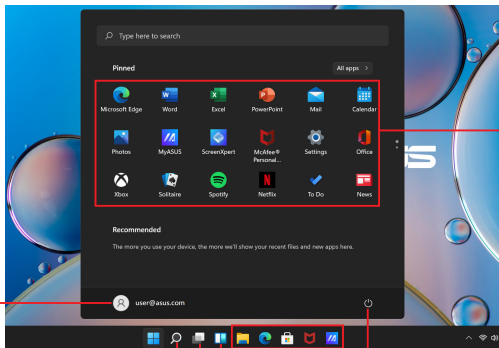 Type here to search
Pinned
All apps >
Microsoft Edge Word Excel PowerPoint Mail Calendar
Photos MyASUS ScreenXpert McAfee® Personal... Settings Office
Xbox Solitaire Spotify Netflix To Do News
Recommended
The more you use your device, the more we'll show your recent files and new apps here.
user@asus.com